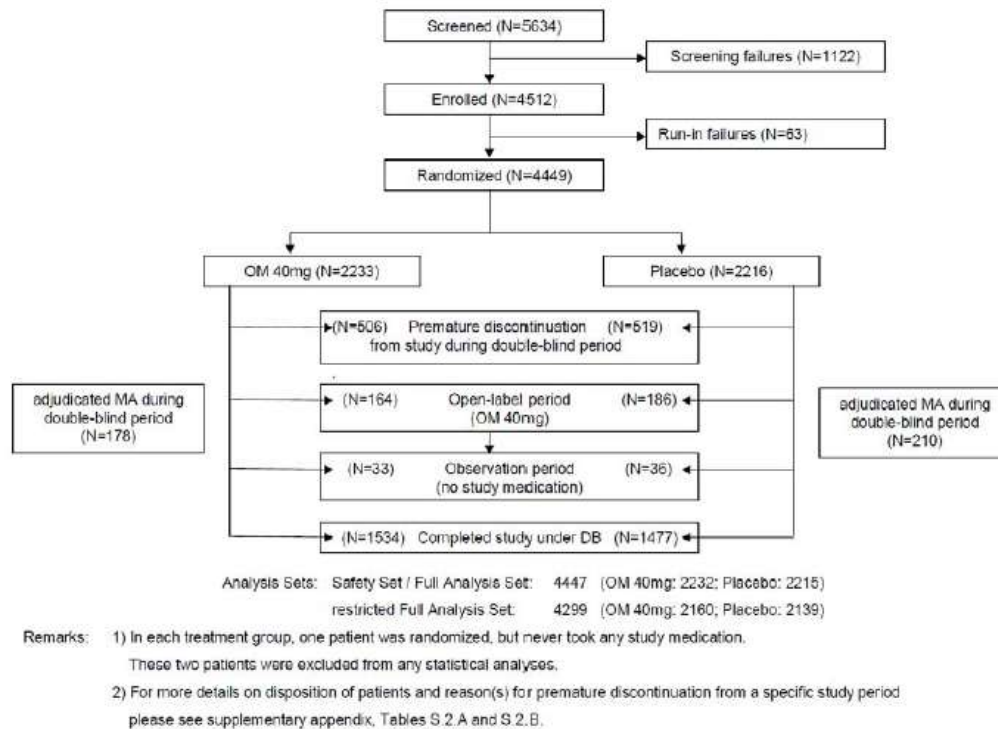 Screened (N=5634)
Screening failures (N=1122)
Enrolled (N=4512)
Run-in failures (N=63)
Randomized (N=4449)
OM 40mg (N=2233)
Placebo (N=2216)
(N=506) Premature discontinuation (N=519)
from study during double-blind period
adjudicated MA during
double-blind period
(N=178)
(N=164) Open-label period (N=186)
(OM 40mg)
adjudicated MA during
double-blind period
(N=210)
(N=33) Observation period (N=36)
(no study medication)
(N=1534) Completed study under DB (N=1477)
Analysis Sets: Safety Set / Full Analysis Set: 4447 (OM 40mg: 2232; Placebo: 2215)
restricted Full Analysis Set: 4299 (OM 40mg: 2160; Placebo: 2139)
Remarks: 1) In each treatment group, one patient was randomized, but never took any study medication.
These two patients were excluded from any statistical analyses.
2) For more details on disposition of patients and reason(s) for premature discontinuation from a specific study period
please see supplementary appendix, Tables S.2.A and S.2.B.